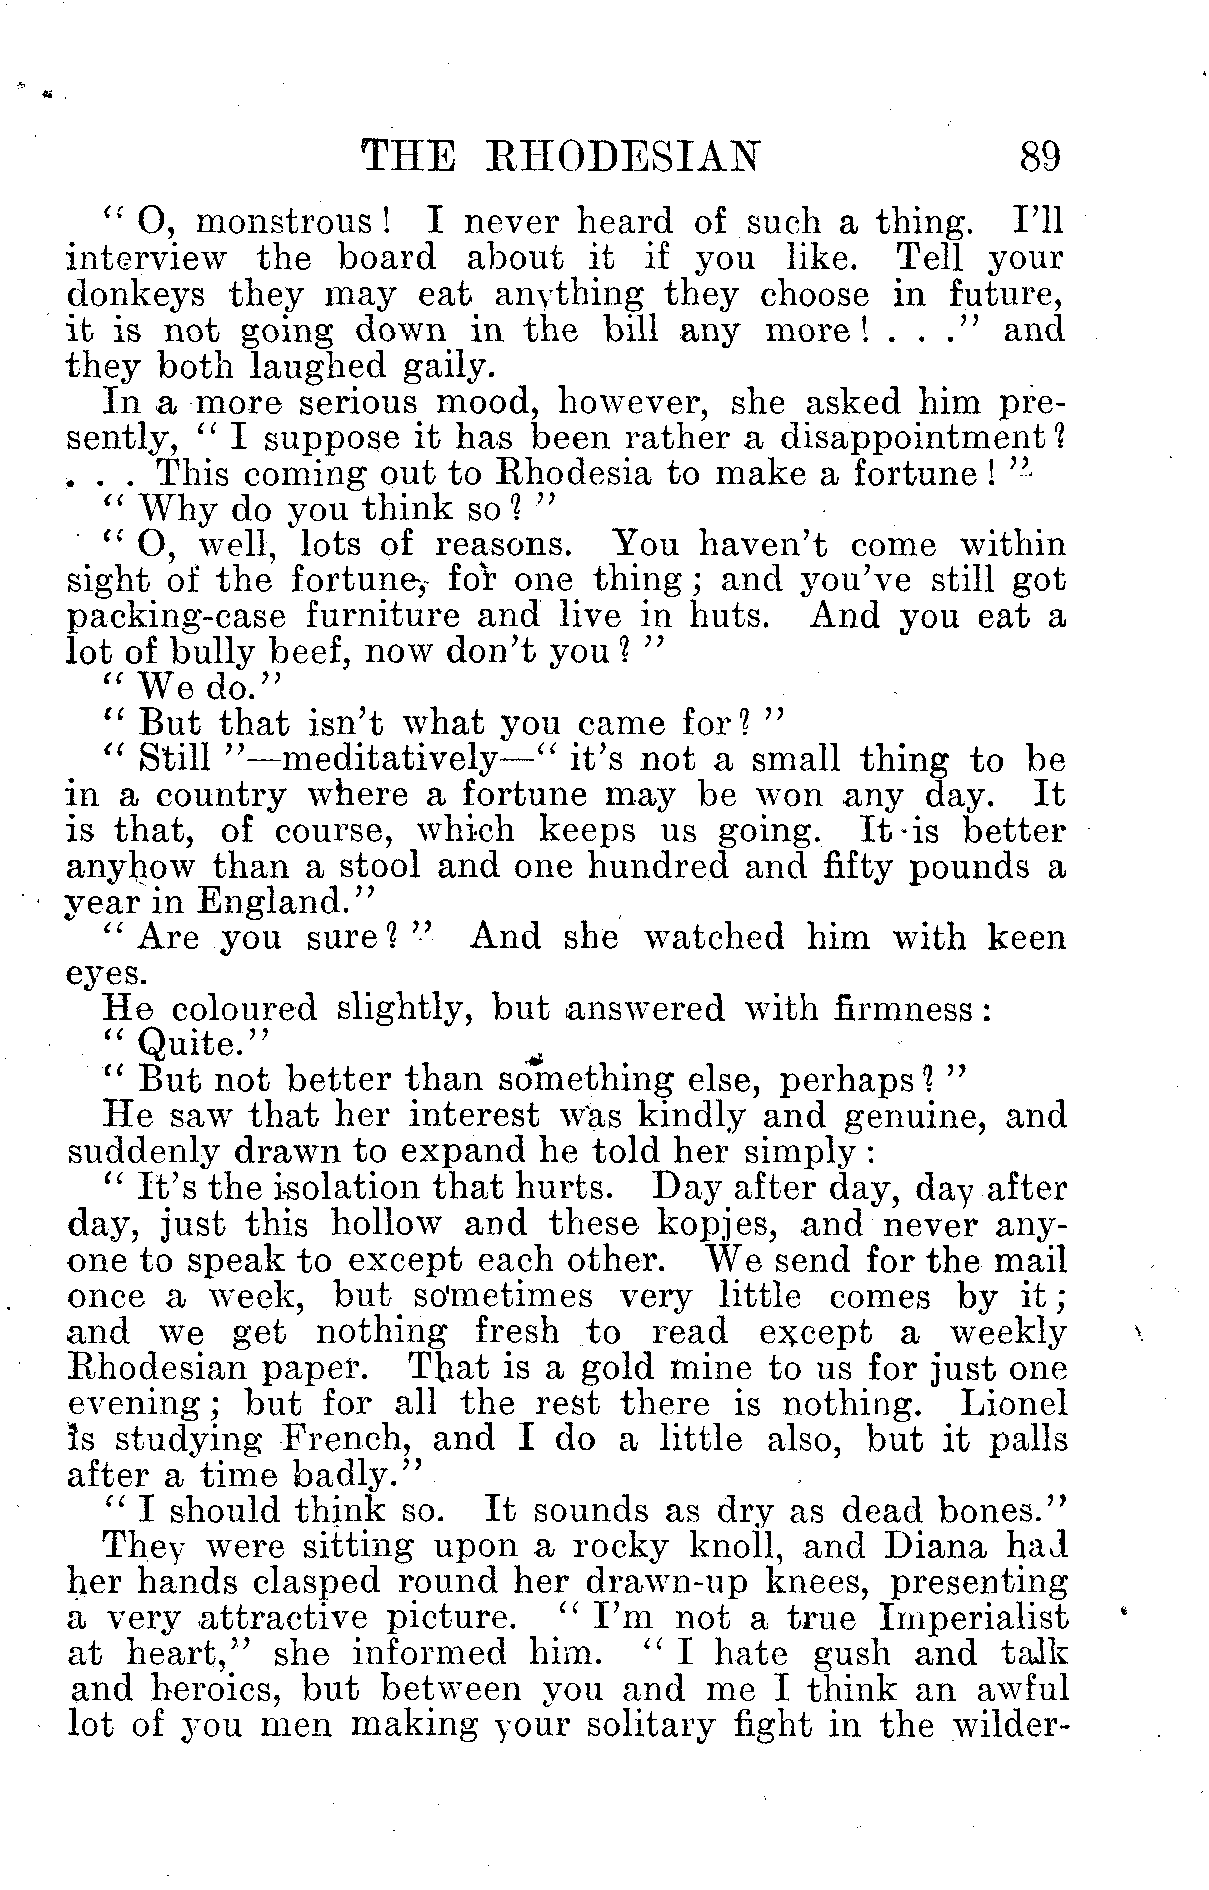 THE RHODESIAN 89
" O, monstrous ! I never heard of such a thing. I'll
interview the board about it if you like. Tell your
donkeys they may eat anything they choose in future,
it is not going down in the bill any more ! . . ." and
they both laughed gaily.
In a more serious mood, however, she asked him pre-
sently, " I suppose it has been rather a disappointment ?
. . . This coming out to Rhodesia to make a fortune ! "
" Why do you think so ? "
" O, well, lots of reasons. You haven't come within
sight of the fortune, for one thing ; and you've still got
packing-case furniture and live in huts. And you eat a
lot of bully beef, now don't you ? "
" We do."
" But that isn't what you came for ? "
" Still "—meditatively—" it's not a small thing to be
in a country where a fortune may be won any day. It
is that, of course, which keeps us going. It is better
anyhow than a stool and one hundred and fifty pounds a
year in England."
" Are you sure ? " And she watched him with keen
eyes.
He coloured slightly, but answered with firmness :
" Quite."
" But not better than something else, perhaps ? "
He saw that her interest was kindly and genuine, and
suddenly drawn to expand he told her simply :
" It's the isolation that hurts. Day after day, day after
day, just this hollow and these kopjes, and never any-
one to speak to except each other. We send for the mail
once a week, but sometimes very little comes by it ;
and we get nothing fresh to read except a weekly
Rhodesian paper. That is a gold mine to us for just one
evening ; but for all the rest there is nothing. Lionel
is studying French, and I do a little also, but it palls
after a time badly."
" I should think so. It sounds as dry as dead bones."
They were sitting upon a rocky knoll, and Diana had
her hands clasped round her drawn-up knees, presenting
a very attractive picture. " I'm not a true Imperialist
at heart," she informed him. " I hate gush and talk
and heroics, but between you and me I think an awful
lot of you men making your solitary fight in the wilder-